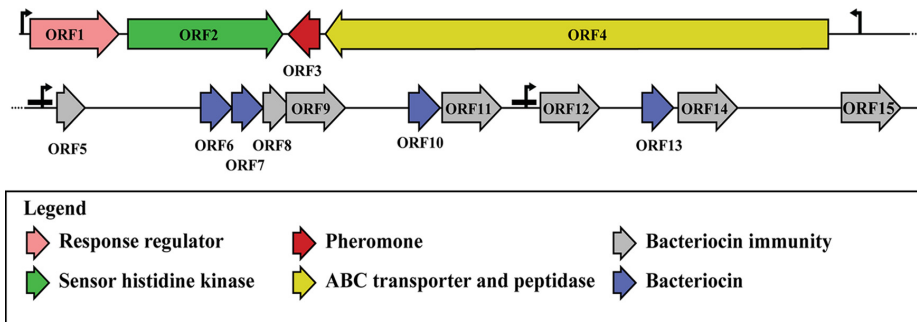 ORF1 ORF2 ORF4
ORF3
ORF9 ORF11 ORF12 ORF14 ORF15
ORF5 ORF6 ORF8 ORF10 ORF13
ORF7
Legend
Response regulator Pheromone Bacteriocin immunity
Sensor histidine kinase ABC transporter and peptidase Bacteriocin